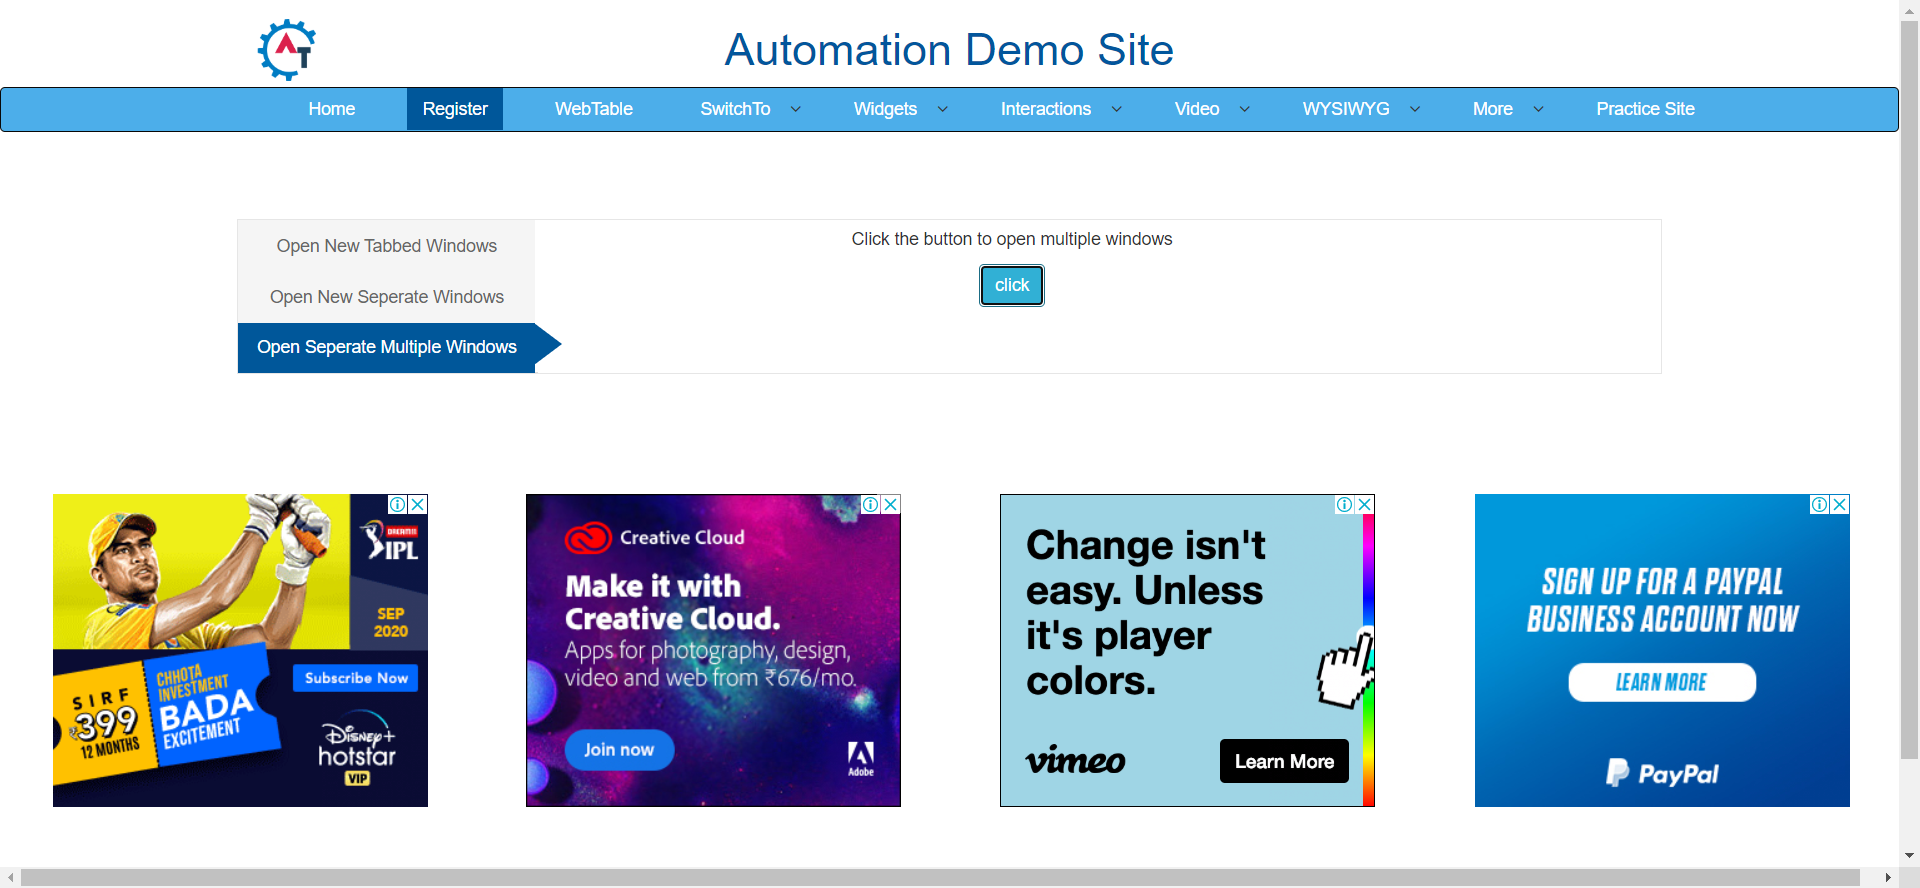 AT
Automation Demo Site
Home Register WebTable SwitchTo Widgets Interactions Video WYSIWYG More Practice Site
Open New Tabbed Windows
Open New Seperate Windows
Open Seperate Multiple Windows
Click the button to open multiple windows
click
DREAM11
IPL
SEP
2020
SIRF
₹399
12 MONTHS
CHHOTA
INVESTMENT
BADA
EXCITEMENT
Subscribe Now
Disney+
hotstar
VIP
Creative Cloud
Make it with
Creative Cloud.
Apps for photography, design,
video and web from ₹676/mo.
Join now
Adobe
Change isn't
easy. Unless
it's player
colors.
vimeo
Learn More
SIGN UP FOR A PAYPAL
BUSINESS ACCOUNT NOW
LEARN MORE
PayPal